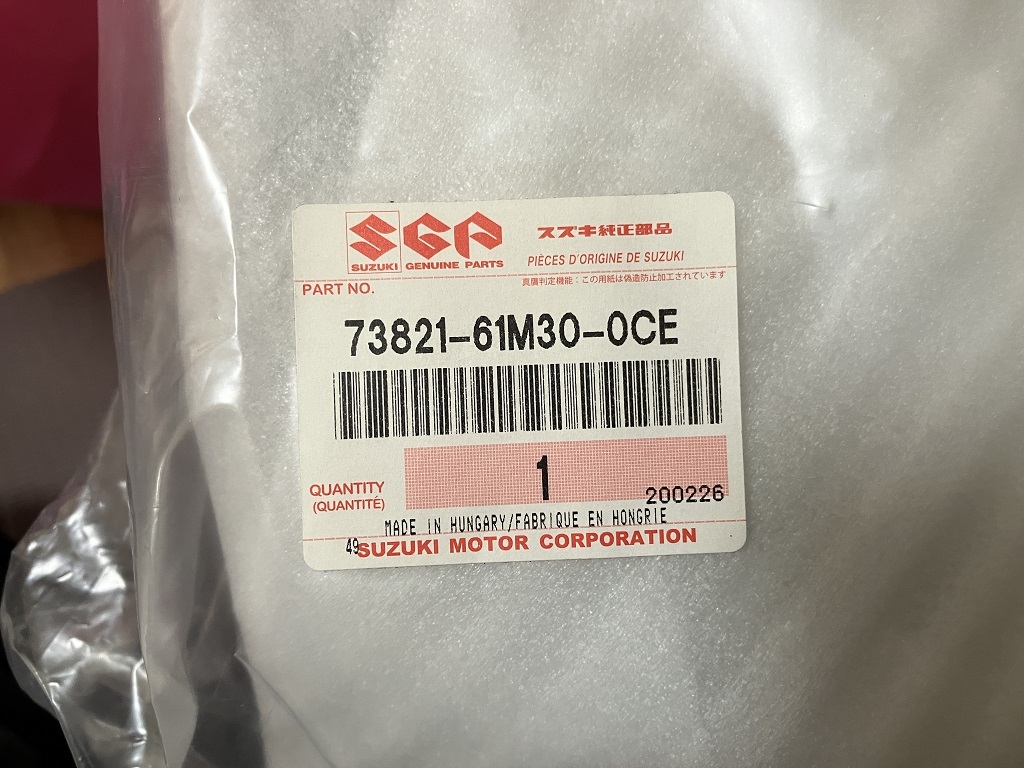 SGP
SUZUKI GENUINE PARTS
スズキ純正部品
PIÈCES D'ORIGINE DE SUZUKI
真贋判定機能：この用紙は偽造防止加工されています
PART NO.
73821-61M30-0CE
QUANTITY
(QUANTITÉ)
1
200226
MADE IN HUNGARY/FABRIQUE EN HONGRIE
49
SUZUKI MOTOR CORPORATION